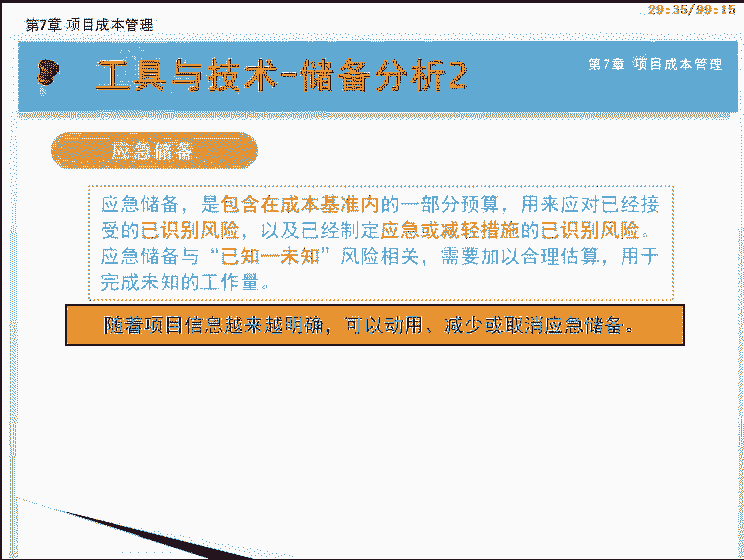 29:35/99:15
第7章 项目成本管理
工具与技术-储备分析2
第7章 项目成本管理
应急储备
应急储备，是包含在成本基准内的一部分预算，用来应对已经接
受的已识别风险，以及已经制定应急或减轻措施的已识别风险。
应急储备与“已知—未知”风险相关，需要加以合理估算，用于
完成未知的工作量。
随着项目信息越来越明确，可以动用、减少或取消应急储备。